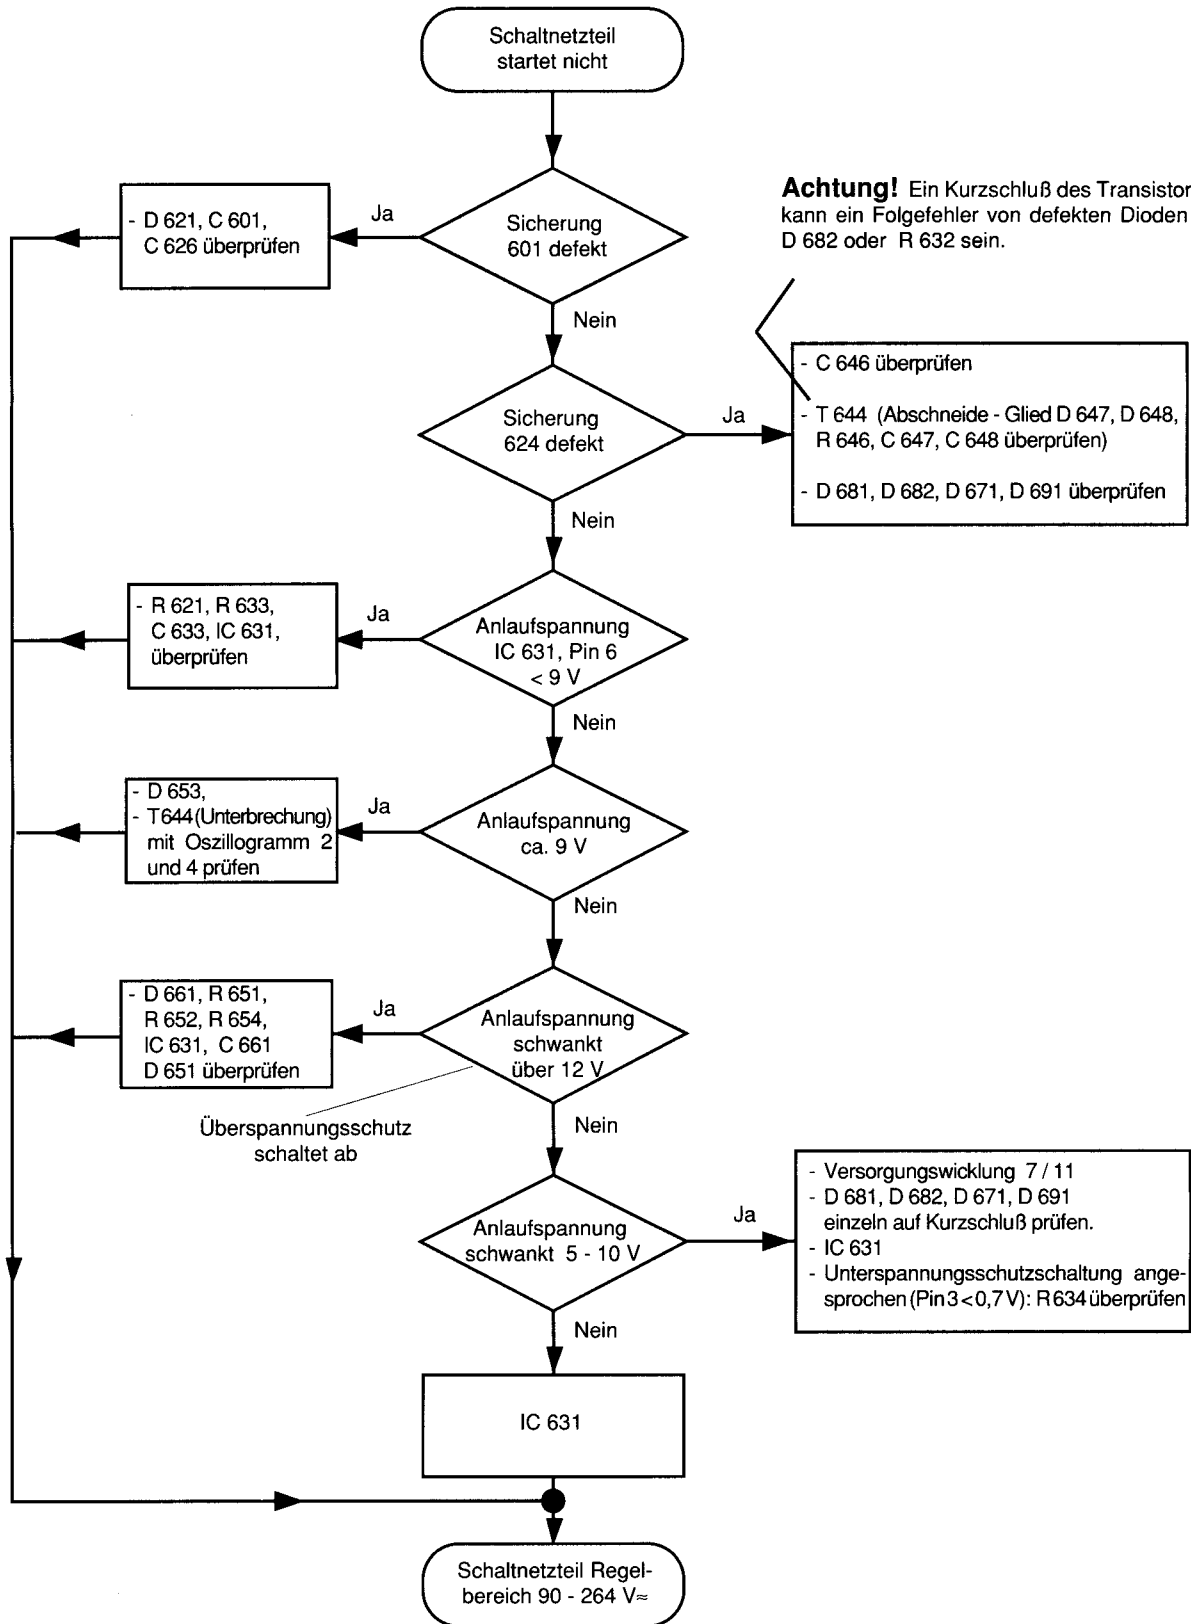 Schaltnetzteil
startet nicht
Achtung! Ein Kurzschluß des Transistor
kann ein Folgefehler von defekten Dioden
D 682 oder R 632 sein.
- D 621, C 601,
C 626 überprüfen
Ja
Sicherung
601 defekt
Nein
Sicherung
624 defekt
Ja
- C 646 überprüfen
- T 644 (Abschneide - Glied D 647, D 648,
R 646, C 647, C 648 überprüfen)
- D 681, D 682, D 671, D 691 überprüfen
Nein
- R 621, R 633,
C 633, IC 631,
überprüfen
Ja
Anlaufspannung
IC 631, Pin 6
< 9 V
Nein
- D 653,
- T 644 (Unterbrechung)
mit Oszillogramm 2
und 4 prüfen
Ja
Anlaufspannung
ca. 9 V
Nein
- D 661, R 651,
R 652, R 654,
IC 631, C 661
D 651 überprüfen
Ja
Anlaufspannung
schwankt
über 12 V
Überspannungsschutz
schaltet ab
Nein
Anlaufspannung
schwankt 5 - 10 V
Ja
- Versorgungswicklung 7 / 11
- D 681, D 682, D 671, D 691
einzeln auf Kurzschluß prüfen.
- IC 631
- Unterspannungsschutzschaltung ange-
sprochen (Pin 3 < 0,7 V): R 634 überprüfen
Nein
IC 631
Schaltnetzteil Regel-
bereich 90 - 264 V≈